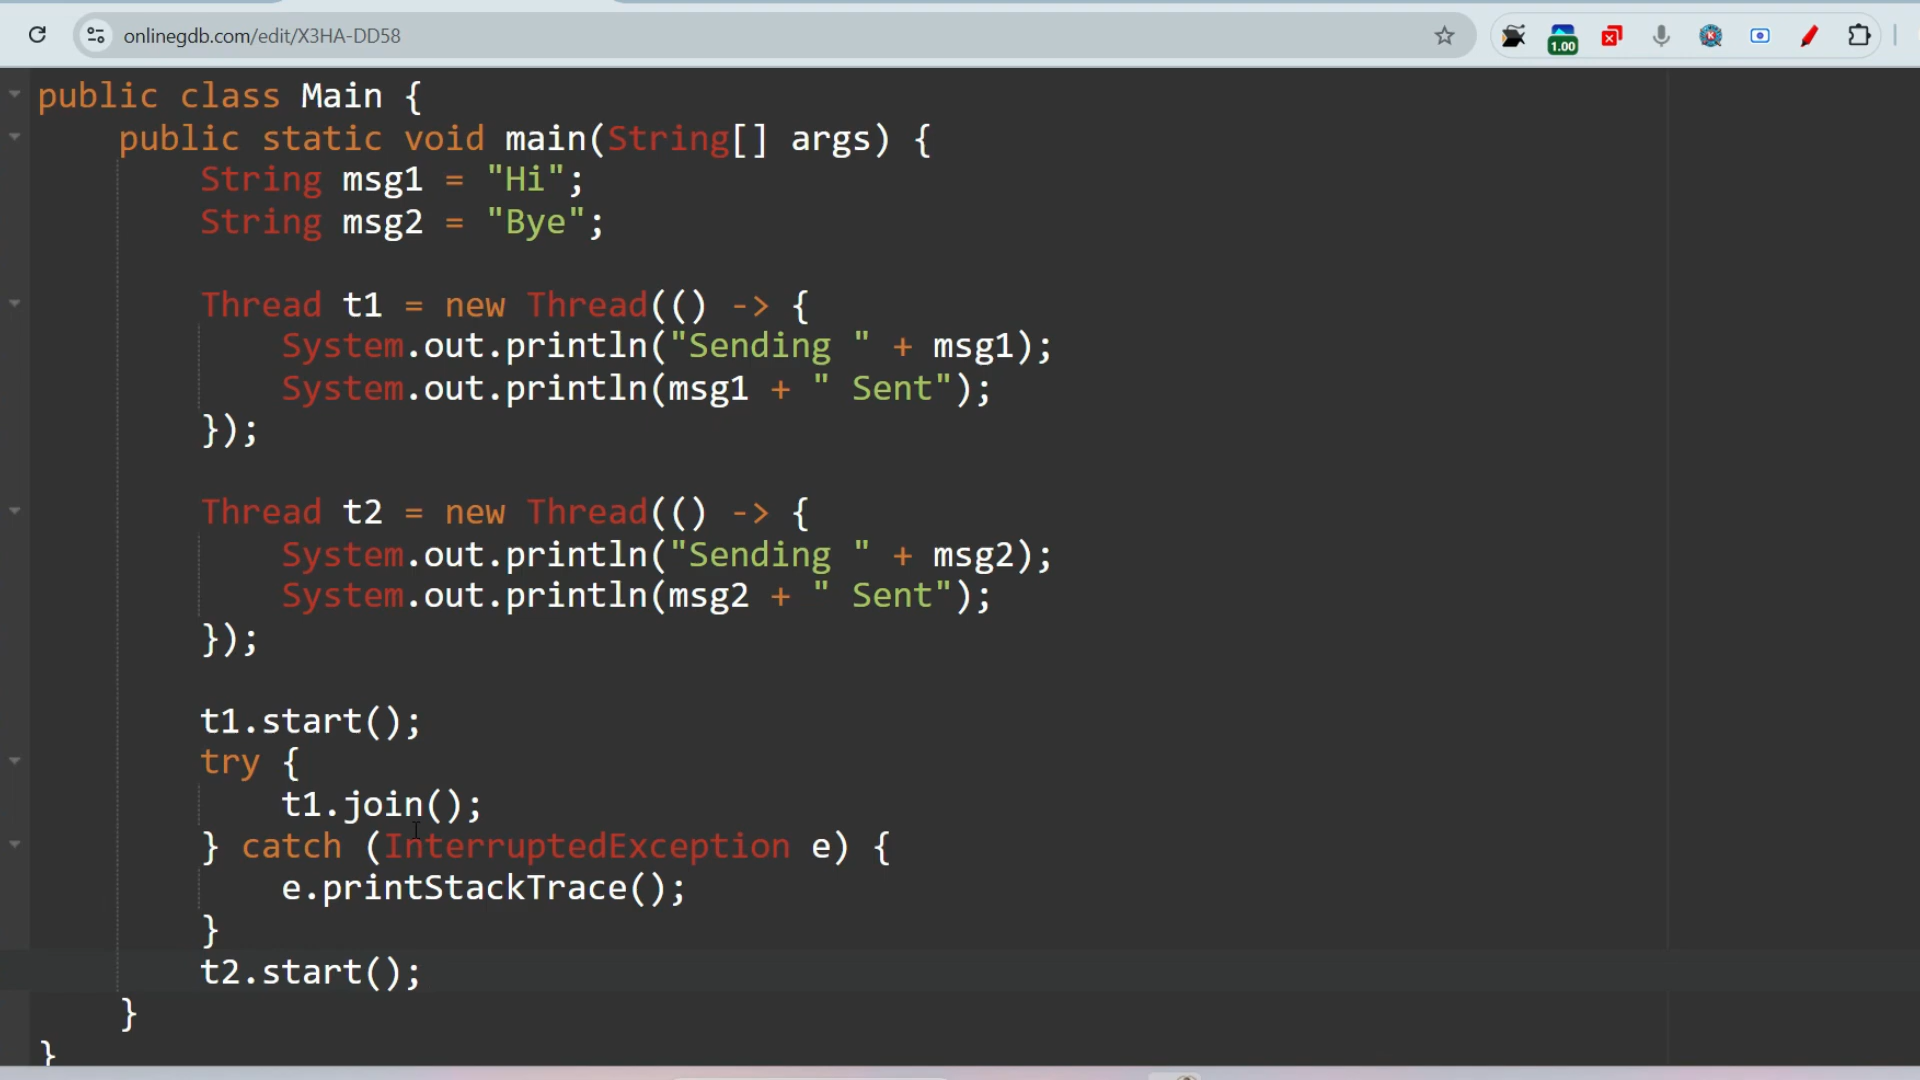 onlinegdb.com/edit/X3HA-DD58
1.00
public class Main {
    public static void main(String[] args) {
        String msg1 = "Hi";
        String msg2 = "Bye";

        Thread t1 = new Thread(() -> {
            System.out.println("Sending " + msg1);
            System.out.println(msg1 + " Sent");
        });

        Thread t2 = new Thread(() -> {
            System.out.println("Sending " + msg2);
            System.out.println(msg2 + " Sent");
        });

        t1.start();
        try {
            t1.join();
        } catch (InterruptedException e) {
            e.printStackTrace();
        }
        t2.start();
    }
}